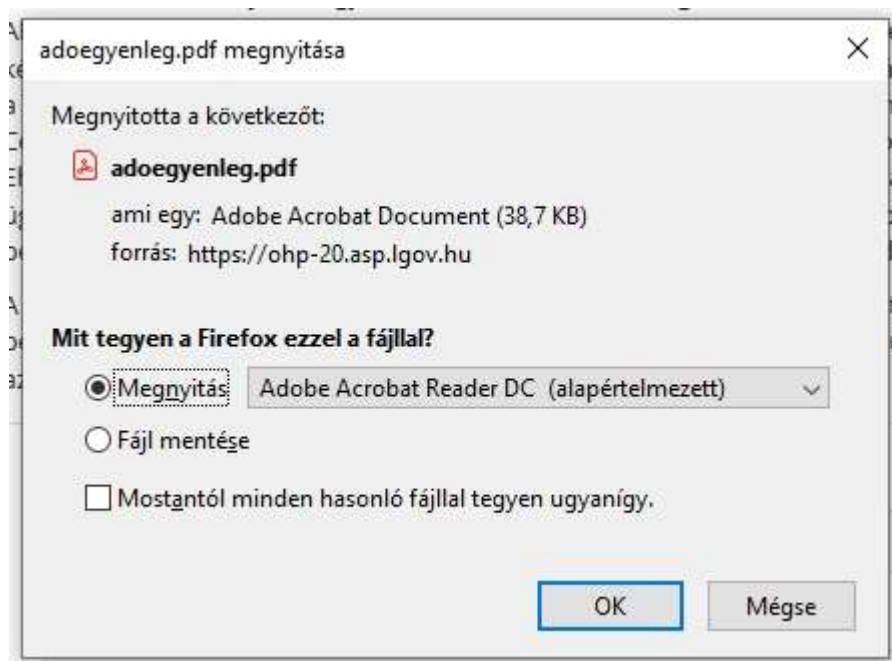 adoegyenleg.pdf megnyitása
Megnyitotta a következőt:
adoegyenleg.pdf
ami egy: Adobe Acrobat Document (38,7 KB)
forrás: https://ohp-20.asp.lgov.hu
Mit tegyen a Firefox ezzel a fájllal?
Megnyitás Adobe Acrobat Reader DC (alapértelmezett)
Fájl mentése
Mostantól minden hasonló fájllal tegyen ugyanígy.
OK Mégse